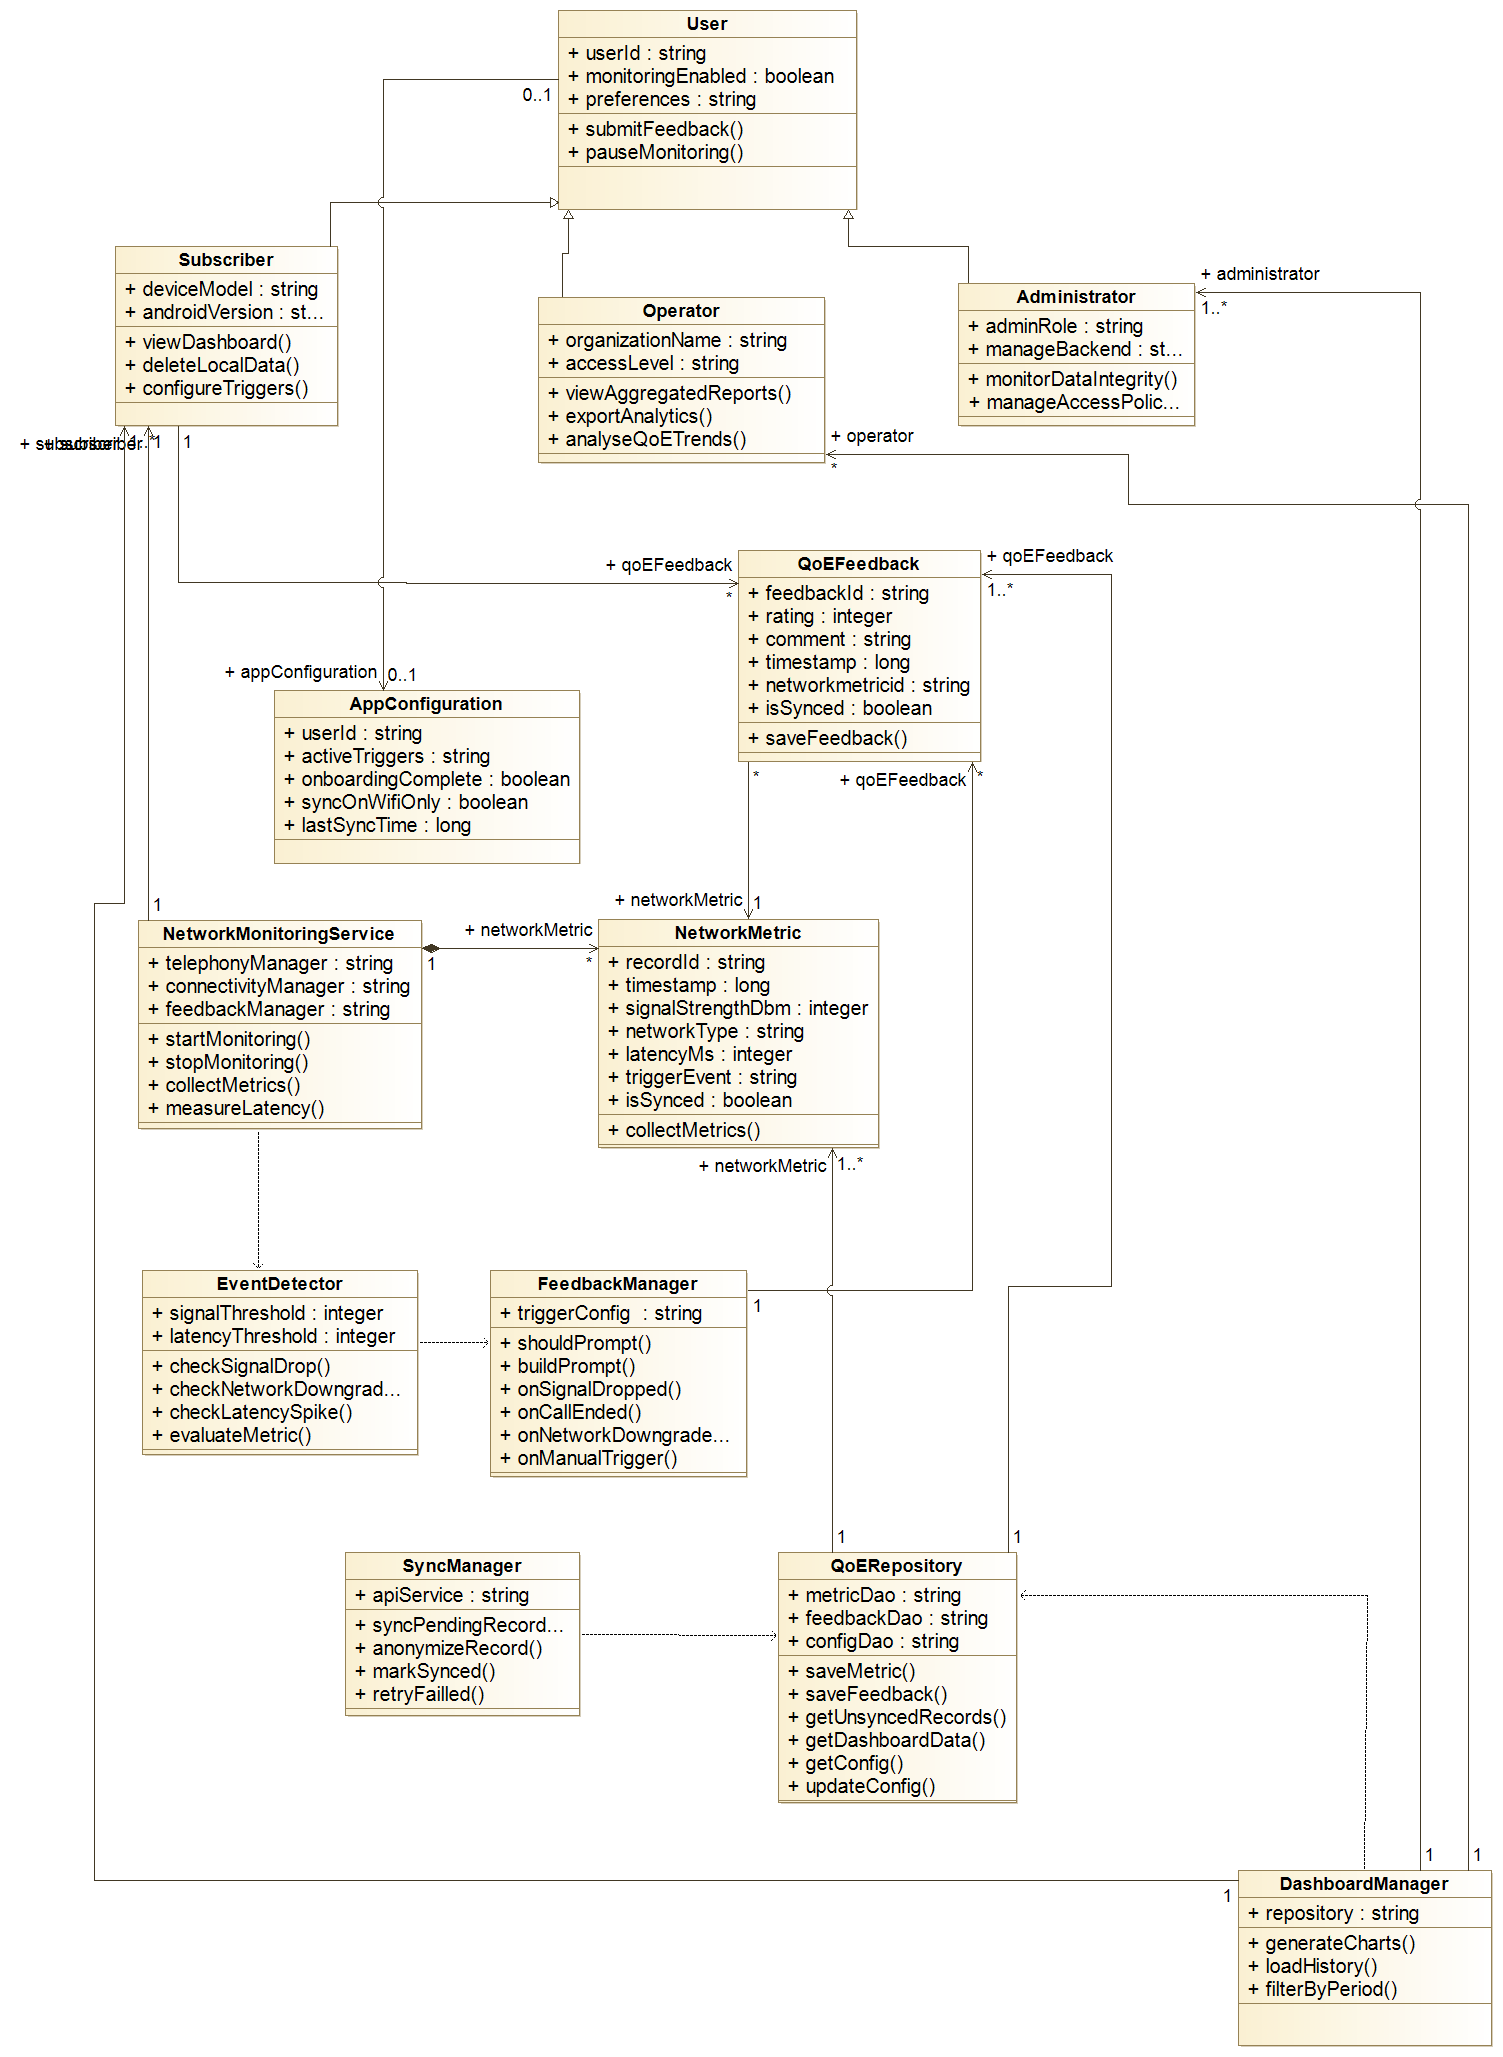 User
+ userId : string
+ monitoringEnabled : boolean
+ preferences : string
+ submitFeedback()
+ pauseMonitoring()
0..1
Subscriber
+ deviceModel : string
+ androidVersion : st...
+ viewDashboard()
+ deleteLocalData()
+ configureTriggers()
Operator
+ organizationName : string
+ accessLevel : string
+ viewAggregatedReports()
+ exportAnalytics()
+ analyseQoETrends()
+ administrator
1..*
Administrator
+ adminRole : string
+ manageBackend : st...
+ monitorDataIntegrity()
+ manageAccessPolic...
+ subscriber
1
1
+ operator
*
+ qoEFeedback
*
+ qoEFeedback
1..*
QoEFeedback
+ feedbackId : string
+ rating : integer
+ comment : string
+ timestamp : long
+ networkmetricid : string
+ isSynced : boolean
+ saveFeedback()
+ appConfiguration
0..1
AppConfiguration
+ userId : string
+ activeTriggers : string
+ onboardingComplete : boolean
+ syncOnWifiOnly : boolean
+ lastSyncTime : long
*
+ qoEFeedback
*
1
+ networkMetric
1
NetworkMonitoringService
+ telephonyManager : string
+ connectivityManager : string
+ feedbackManager : string
+ startMonitoring()
+ stopMonitoring()
+ collectMetrics()
+ measureLatency()
1
+ networkMetric
*
NetworkMetric
+ recordId : string
+ timestamp : long
+ signalStrengthDbm : integer
+ networkType : string
+ latencyMs : integer
+ triggerEvent : string
+ isSynced : boolean
+ collectMetrics()
+ networkMetric
1..*
EventDetector
+ signalThreshold : integer
+ latencyThreshold : integer
+ checkSignalDrop()
+ checkNetworkDowngrad...
+ checkLatencySpike()
+ evaluateMetric()
FeedbackManager
+ triggerConfig : string
+ shouldPrompt()
+ buildPrompt()
+ onSignalDropped()
+ onCallEnded()
+ onNetworkDowngrade...
+ onManualTrigger()
1
1
1
SyncManager
+ apiService : string
+ syncPendingRecord...
+ anonymizeRecord()
+ markSynced()
+ retryFailled()
QoERepository
+ metricDao : string
+ feedbackDao : string
+ configDao : string
+ saveMetric()
+ saveFeedback()
+ getUnsyncedRecords()
+ getDashboardData()
+ getConfig()
+ updateConfig()
1
1
1
DashboardManager
+ repository : string
+ generateCharts()
+ loadHistory()
+ filterByPeriod()